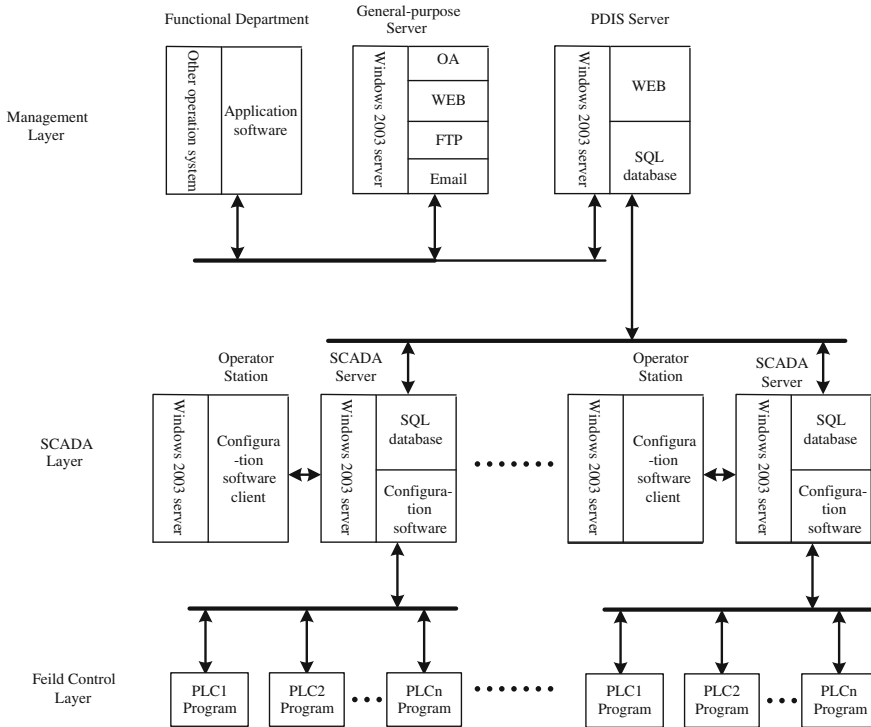 Functional Department
General-purpose
Server
PDIS Server
Management
Layer
Other operation system
Application
software
Windows 2003 server
OA
WEB
FTP
Email
Windows 2003 server
WEB
SQL
database
Operator
Station
SCADA
Server
Operator
Station
SCADA
Server
SCADA
Layer
Windows 2003 server
Configura
-tion
software
client
Windows 2003 server
SQL
database
Configura-
tion
software
Windows 2003 server
Configura
-tion
software
client
Windows 2003 server
SQL
database
Configura-
tion
software
Feild Control
Layer
PLC1
Program
PLC2
Program
PLCn
Program
PLC1
Program
PLC2
Program
PLCn
Program